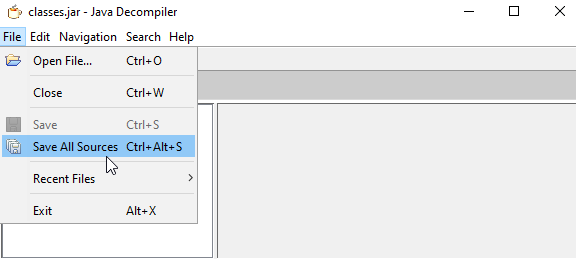 classes.jar - Java Decompiler
File Edit Navigation Search Help
Open File... Ctrl+O
Close Ctrl+W
Save Ctrl+S
Save All Sources Ctrl+Alt+S
Recent Files
Exit Alt+X